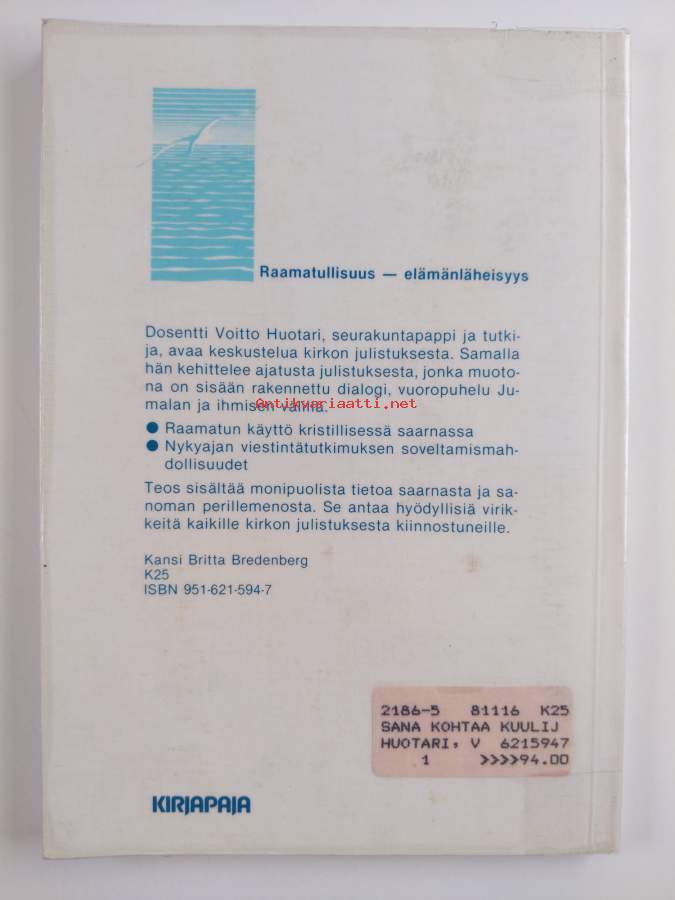 Raamatullisuus — elämänläheisyys
Dosentti Voitto Huotari, seurakuntapappi ja tutki-
ja, avaa keskustelua kirkon julistuksesta. Samalla
hän kehittelee ajatusta julistuksesta, jonka muoto-
na on sisään rakennettu dialogi, vuoropuhelu Ju-
malan ja ihmisen välillä.
Antikvariaatti.net
● Raamatun käyttö kristillisessä saarnassa
● Nykyajan viestintätutkimuksen soveltamismah-
dollisuudet
Teos sisältää monipuolista tietoa saarnasta ja sa-
noman perillemenosta. Se antaa hyödyllisiä virik-
keitä kaikille kirkon julistuksesta kiinnostuneille.
Kansi Britta Bredenberg
K25
ISBN 951-621-594-7
2186-5 81116 K25
SANA KOHTAA KUULIJ
HUOTARI, V 6215947
1 >>>>94.00
KIRJAPAJA